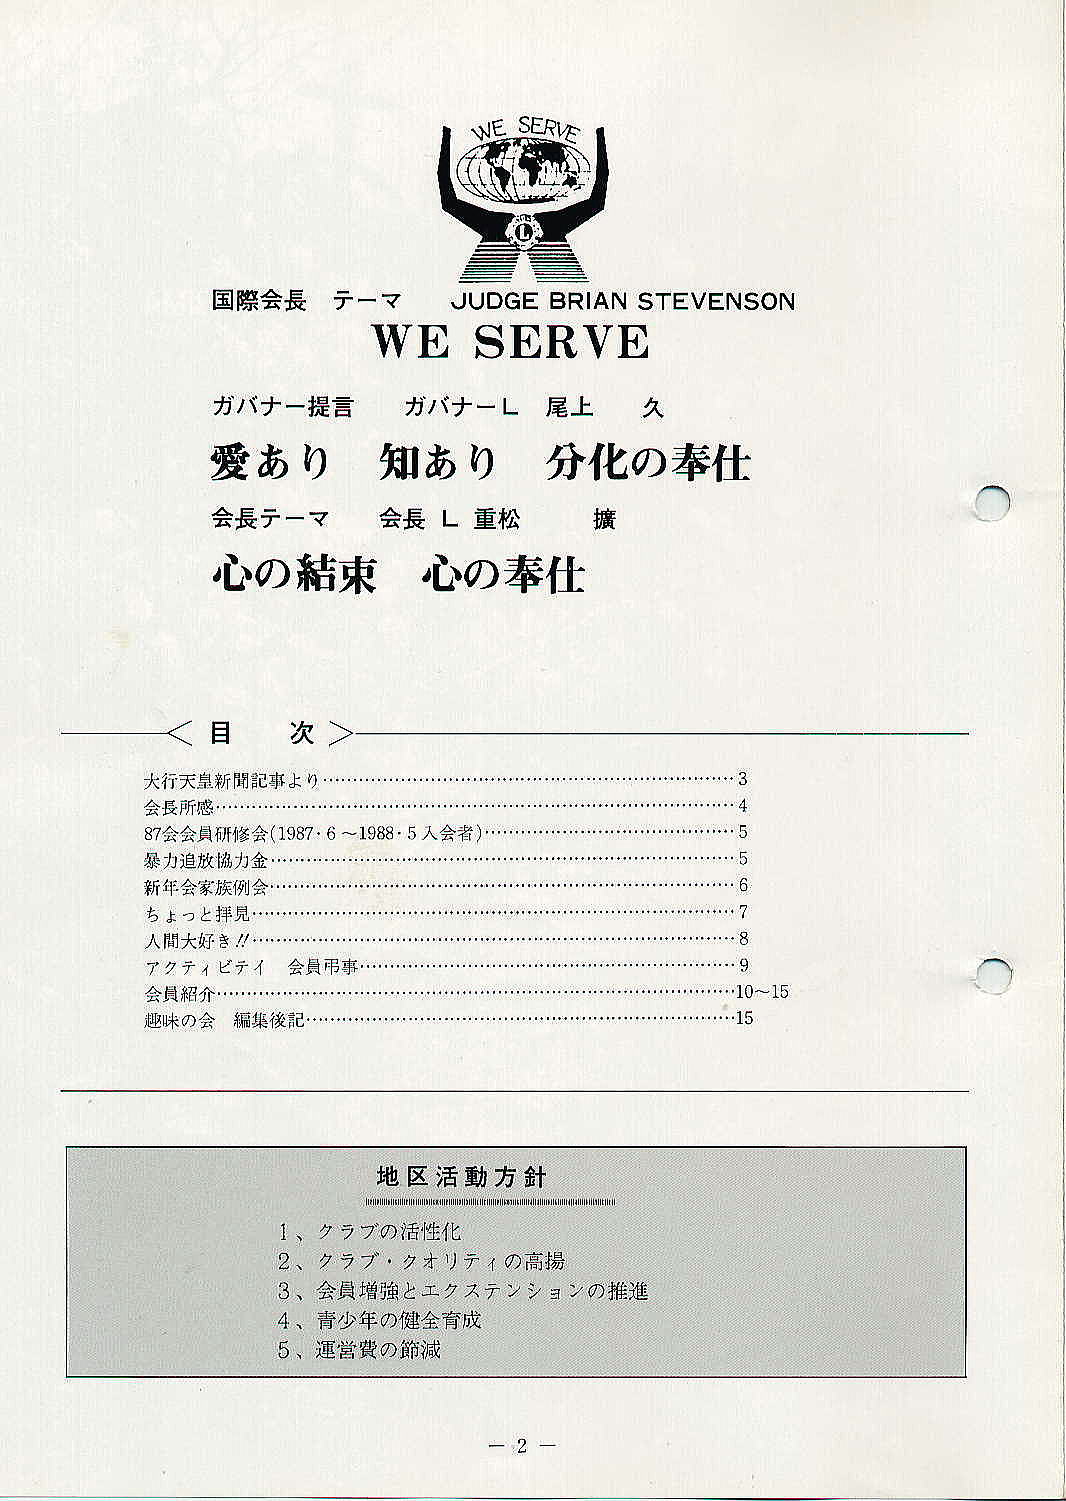 WE SERVE
L
国際会長 テーマ JUDGE BRIAN STEVENSON
WE SERVE
ガバナー提言 ガバナーL 尾上 久
愛あり 知あり 分化の奉仕
会長テーマ 会長 L 重松 擴
心の結束 心の奉仕
＜ 目 次 ＞
大行天皇新聞記事より…………3
会長所感…………4
87会会員研修会(1987・6～1988・5入会者)…………5
暴力追放協力金…………5
新年会家族例会…………6
ちょっと拝見…………7
人間大好き!!…………8
アクティビテイ 会員弔事…………9
会員紹介…………10～15
趣味の会 編集後記…………15
地区活動方針
1、クラブの活性化
2、クラブ・クオリティの高揚
3、会員増強とエクステンションの推進
4、青少年の健全育成
5、運営費の節減
— 2 —